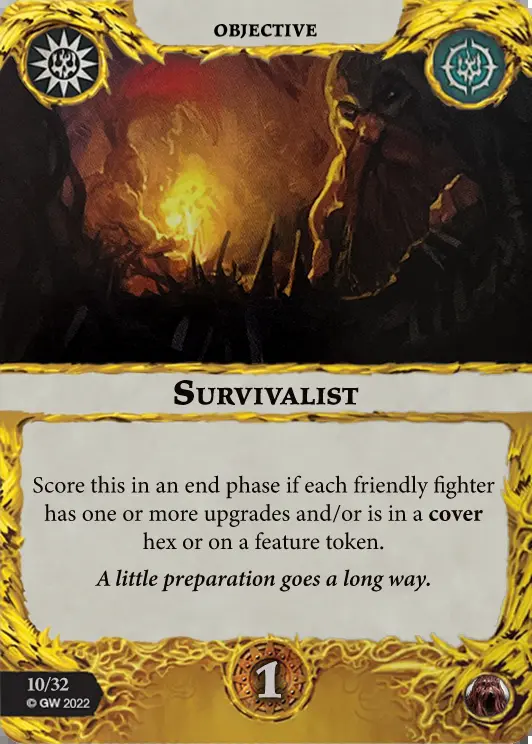 OBJECTIVE
SURVIVALIST
Score this in an end phase if each friendly fighter
has one or more upgrades and/or is in a cover
hex or on a feature token.
A little preparation goes a long way.
1
10/32
© GW 2022